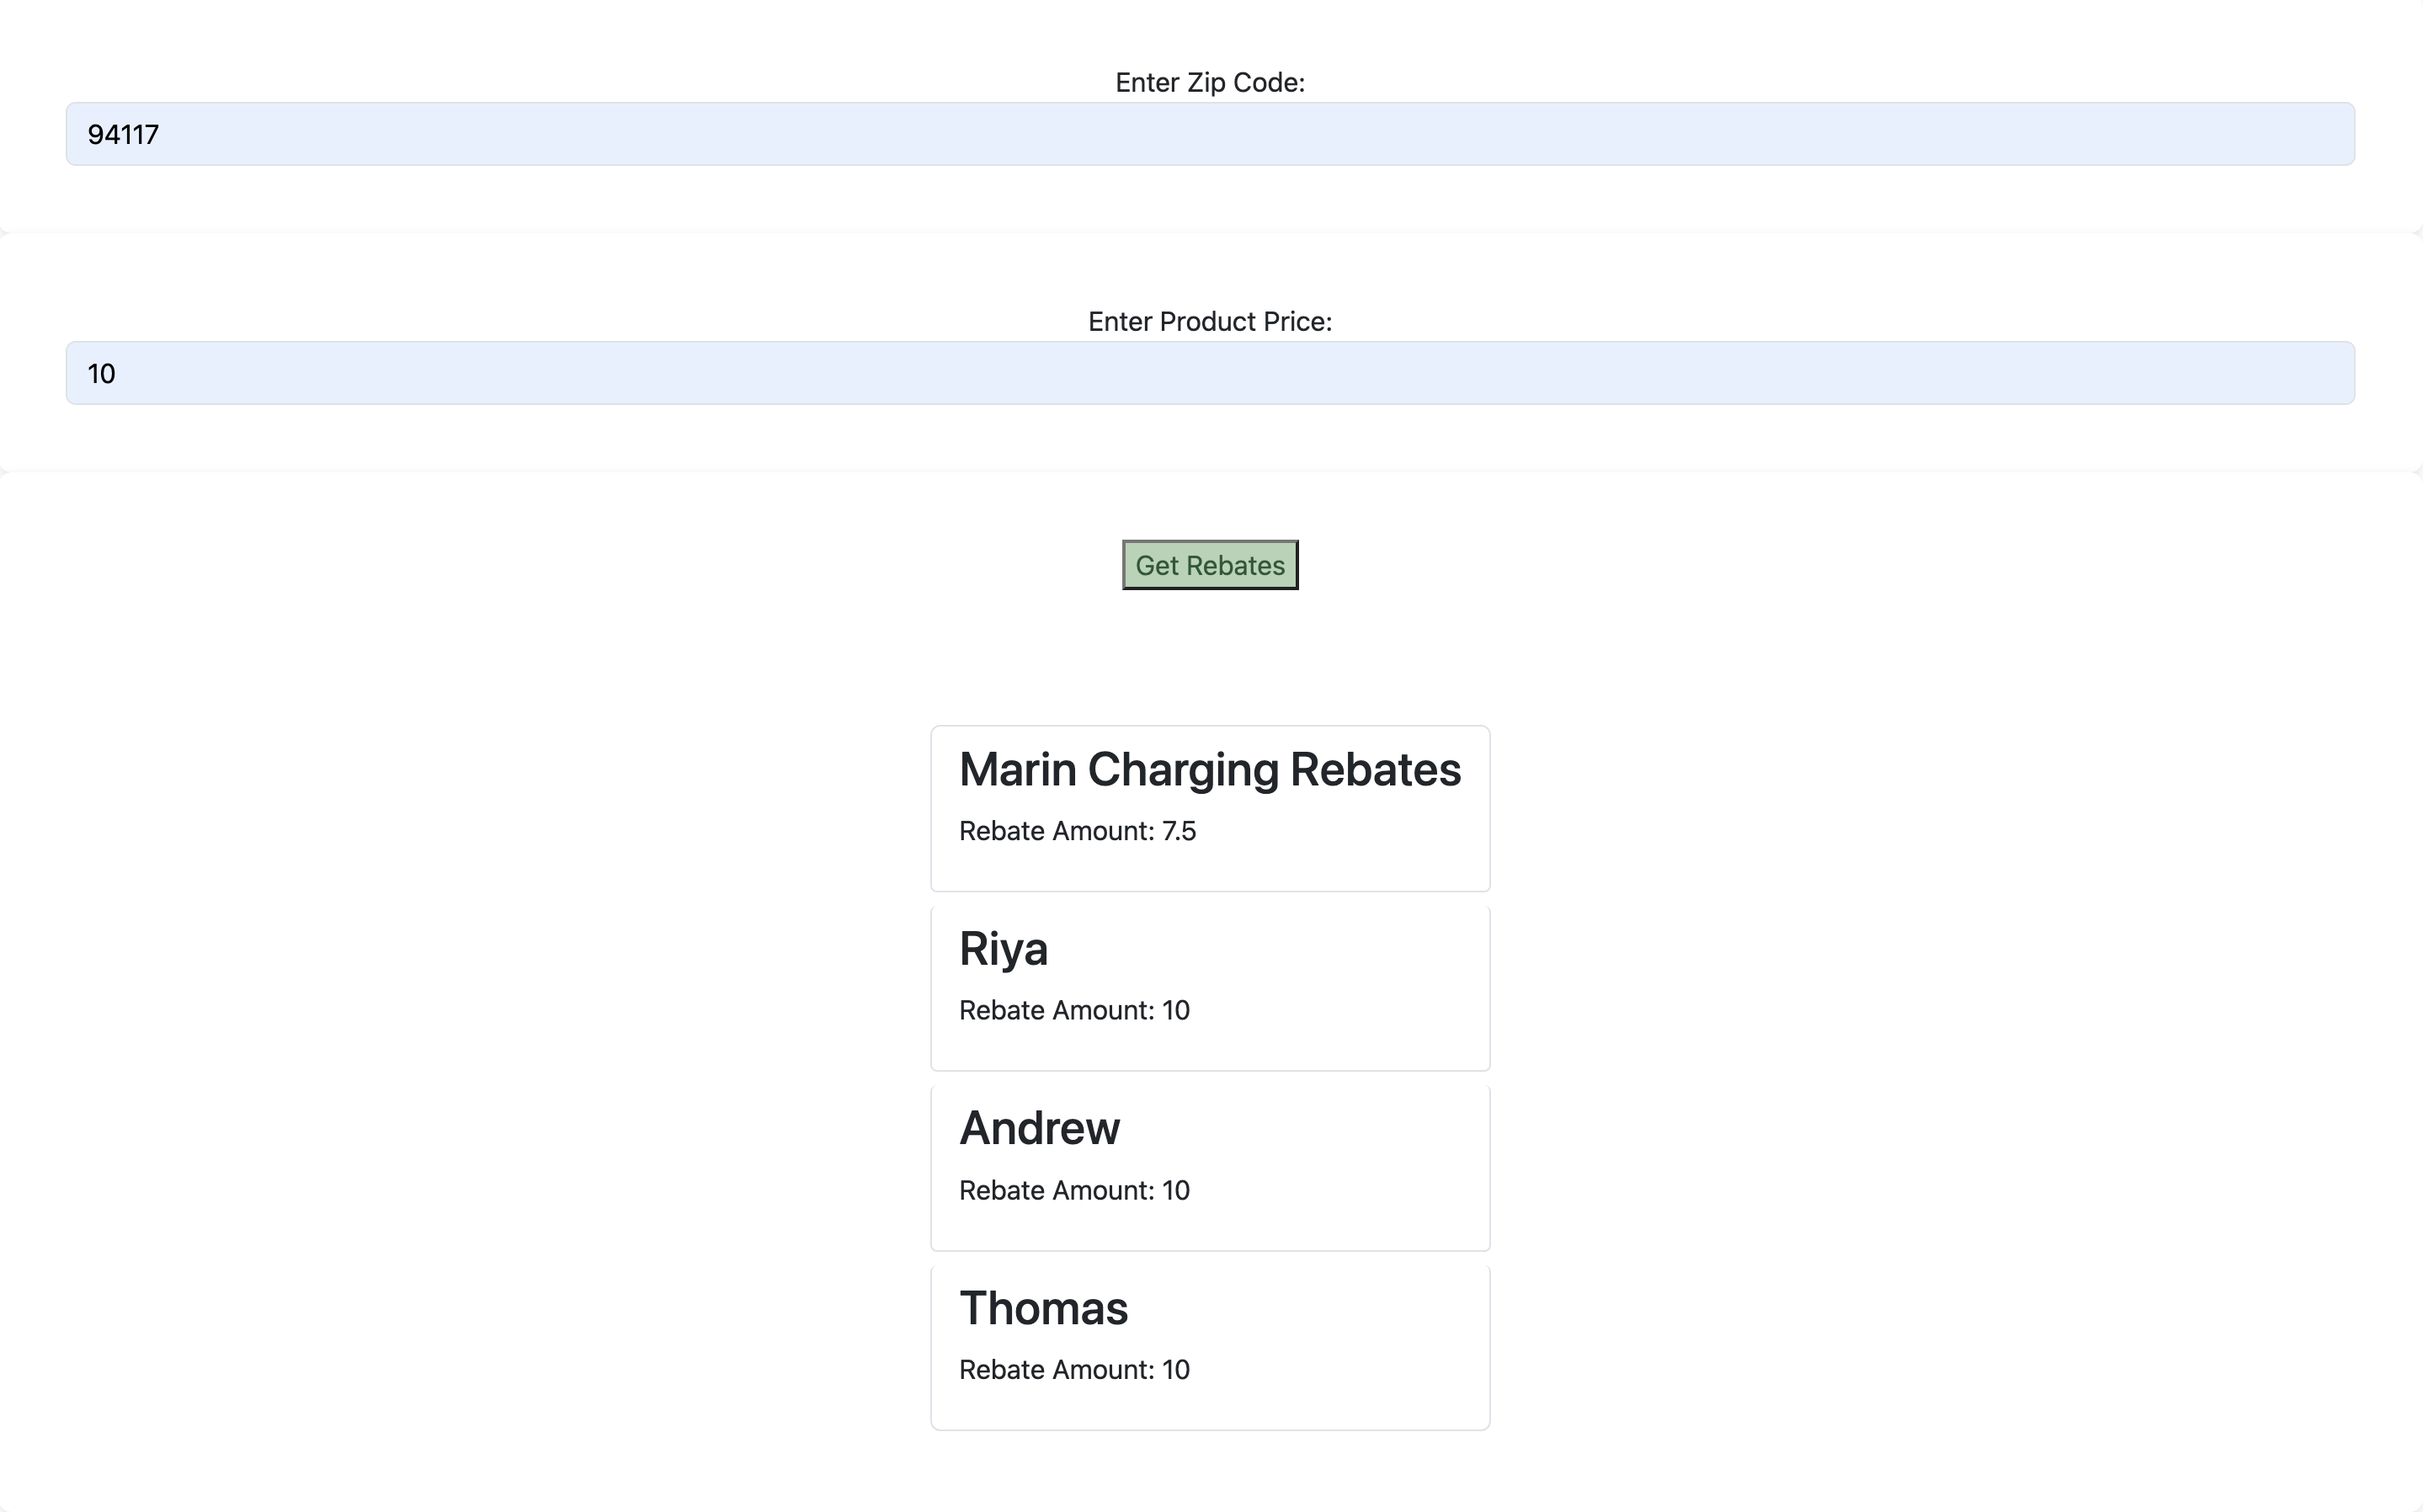 Enter Zip Code:
94117
Enter Product Price:
10
Get Rebates
Marin Charging Rebates
Rebate Amount: 7.5
Riya
Rebate Amount: 10
Andrew
Rebate Amount: 10
Thomas
Rebate Amount: 10